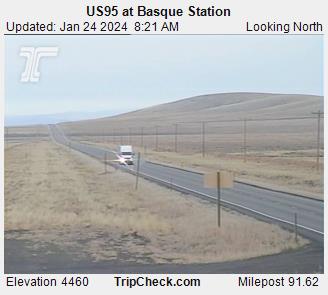 US95 at Basque Station
Updated: Jan 24 2024 8:21 AM Looking North
Elevation 4460 TripCheck.com Milepost 91.62